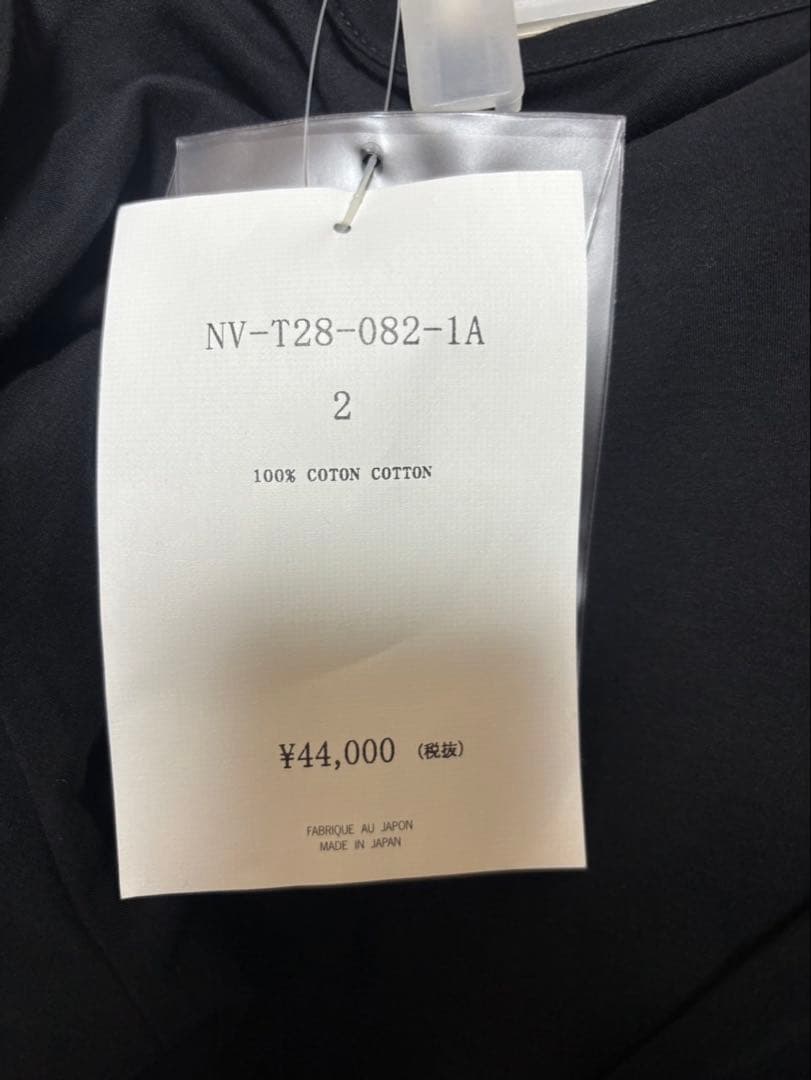 NV-T28-082-1A
2
100% COTON COTTON
¥44,000 (税抜)
FABRIQUE AU JAPON
MADE IN JAPAN